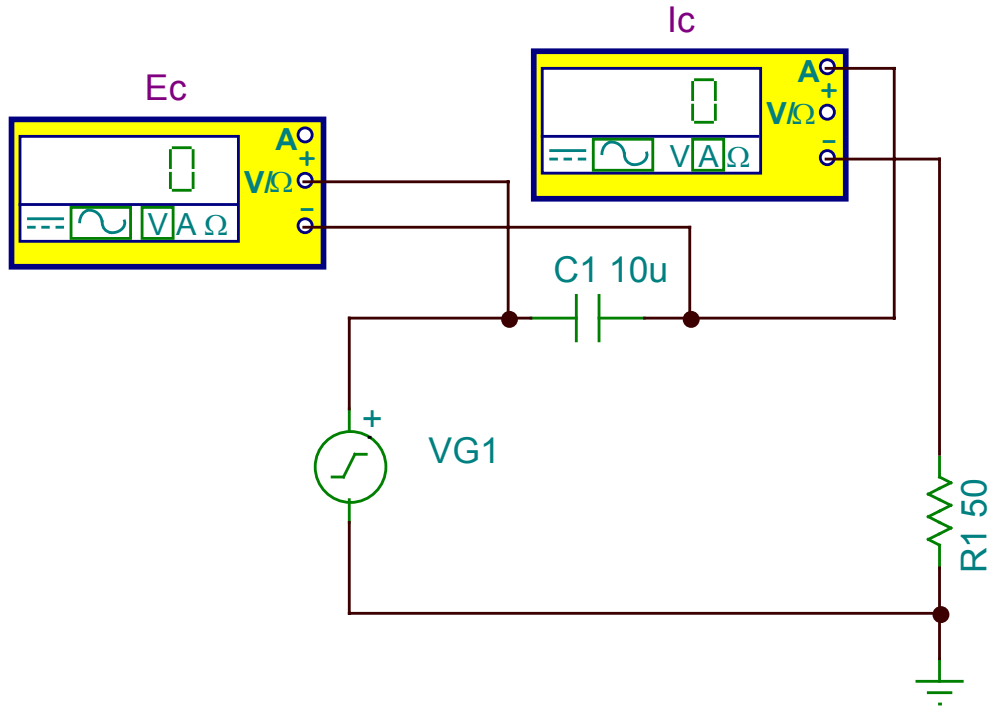 Ic
Ec
A
+
V/Ω
−
0
V A Ω
A
+
V/Ω
−
0
V A Ω
C1 10u
+
VG1
R1 50